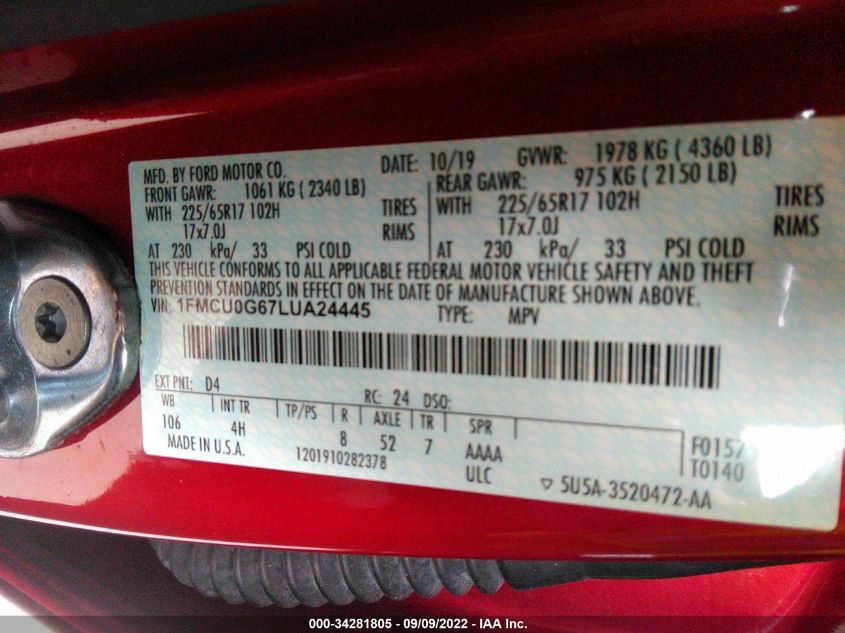 MFD. BY FORD MOTOR CO. DATE: 10/19 GVWR: 1978 KG ( 4360 LB)
FRONT GAWR: 1061 KG ( 2340 LB) REAR GAWR: 975 KG ( 2150 LB)
WITH 225/65R17 102H TIRES WITH 225/65R17 102H TIRES
17x7.0J RIMS 17x7.0J RIMS
AT 230 kPa/ 33 PSI COLD AT 230 kPa/ 33 PSI COLD
THIS VEHICLE CONFORMS TO ALL APPLICABLE FEDERAL MOTOR VEHICLE SAFETY AND THEFT
PREVENTION STANDARDS IN EFFECT ON THE DATE OF MANUFACTURE SHOWN ABOVE.
VIN: 1FMCU0G67LUA24445 TYPE: MPV
EXT PNT: D4 RC: 24 DSO:
WB INT TR TP/PS R AXLE TR SPR
106 4H 8 52 7 AAAA F0157
MADE IN U.S.A. 1201910282378 ULC T0140
▽ 5U5A-3520472-AA
000-34281805 - 09/09/2022 - IAA Inc.